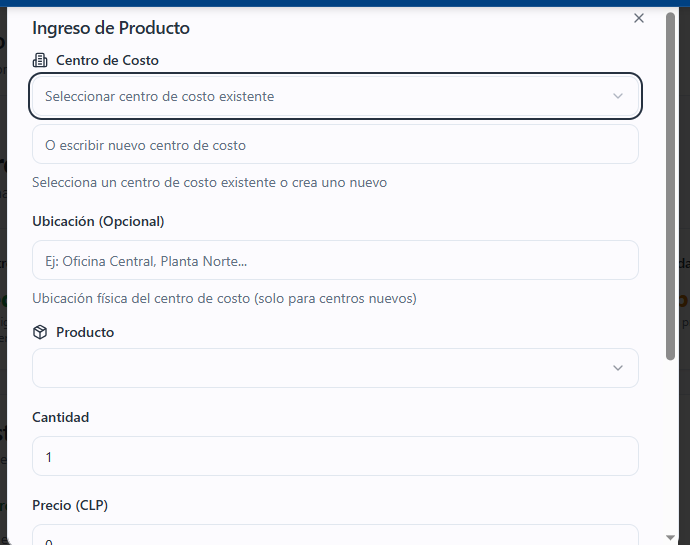 Ingreso de Producto
Centro de Costo
Seleccionar centro de costo existente
O escribir nuevo centro de costo
Selecciona un centro de costo existente o crea uno nuevo
Ubicación (Opcional)
Ej: Oficina Central, Planta Norte...
Ubicación física del centro de costo (solo para centros nuevos)
Producto
Cantidad
1
Precio (CLP)
0